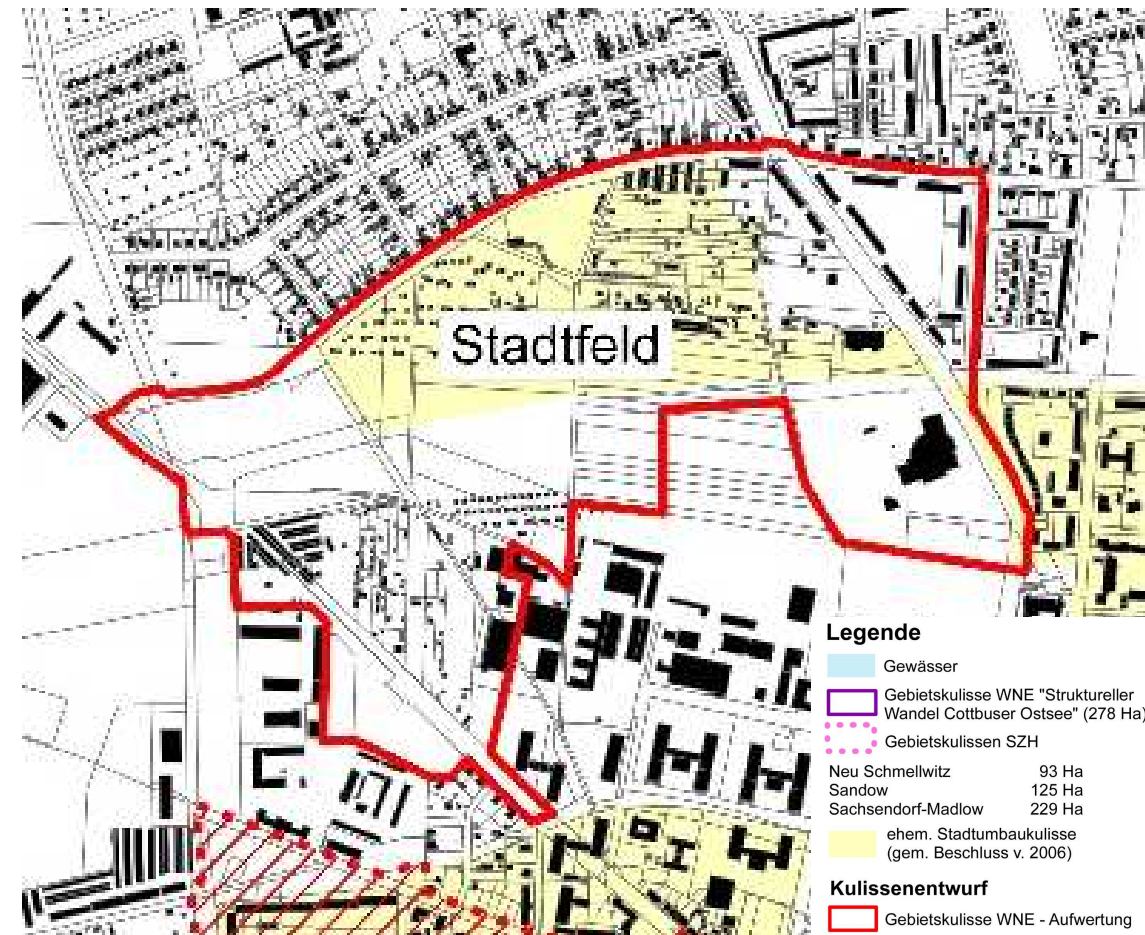 Stadtfeld
Legende
Gewässer
Gebietskulisse WNE "Struktureller
Wandel Cottbuser Ostsee" (278 Ha)
Gebietskulissen SZH
Neu Schmellwitz 93 Ha
Sandow 125 Ha
Sachsendorf-Madlow 229 Ha
ehem. Stadtumbaukulisse
(gem. Beschluss v. 2006)
Kulissenentwurf
Gebietskulisse WNE - Aufwertung